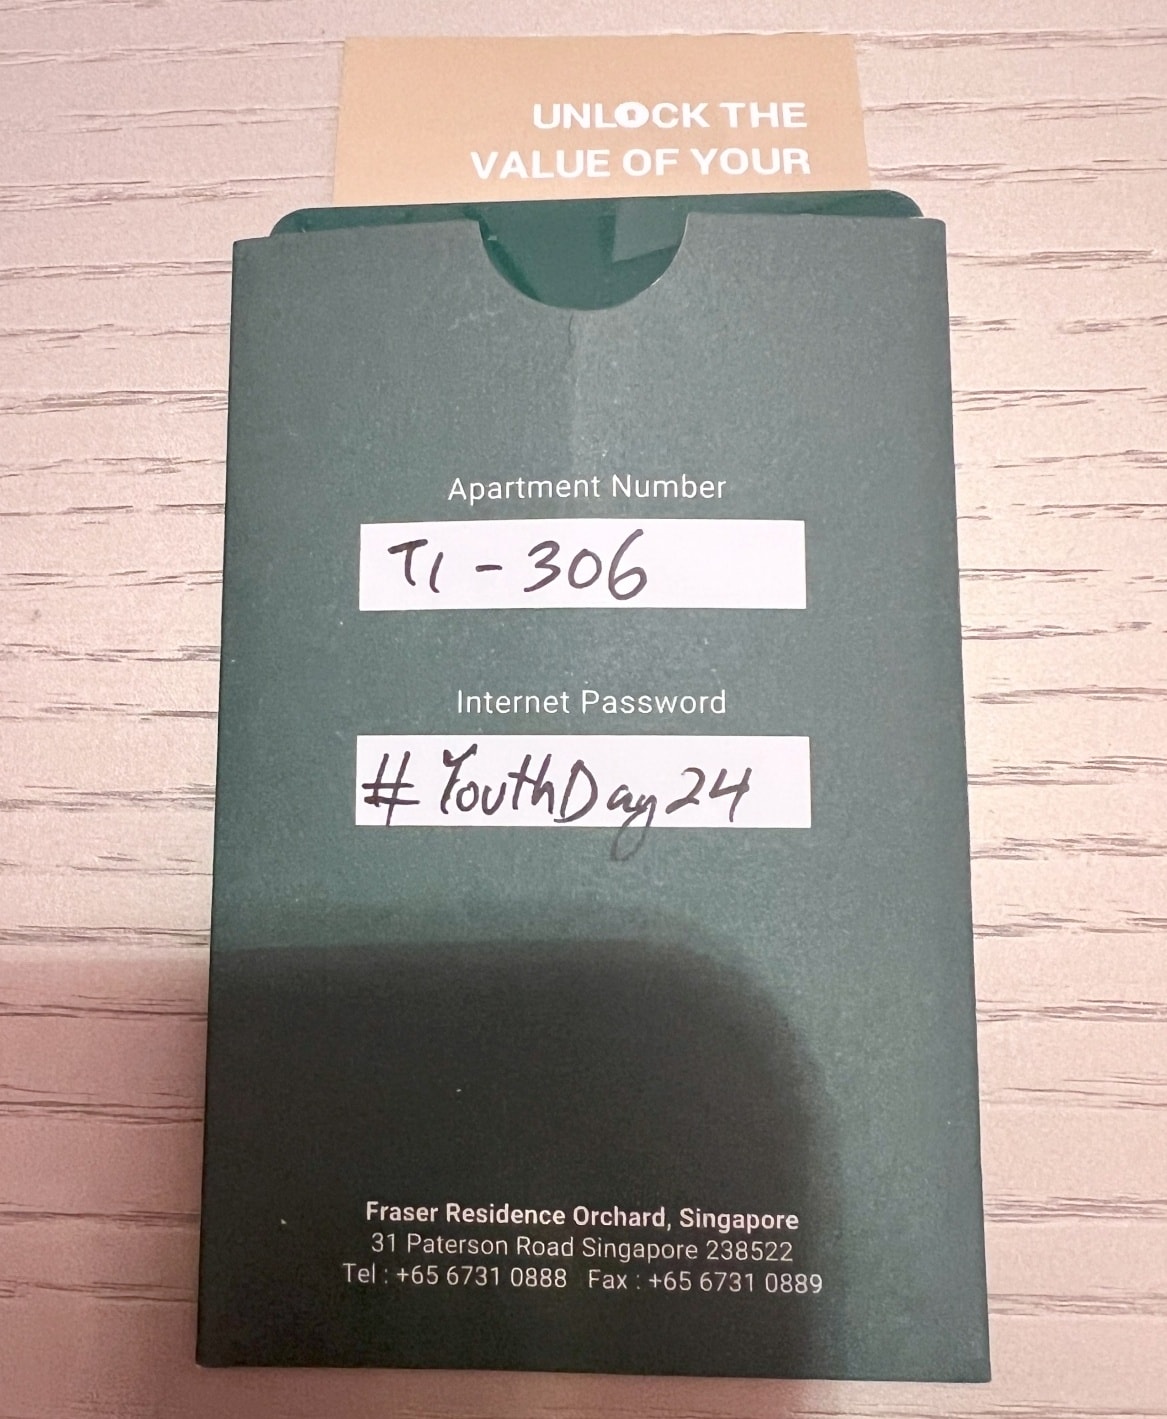 UNLOCK THE
VALUE OF YOUR
Apartment Number
T1 - 306
Internet Password
#YouthDay24
Fraser Residence Orchard, Singapore
31 Paterson Road Singapore 238522
Tel : +65 6731 0888 Fax : +65 6731 0889